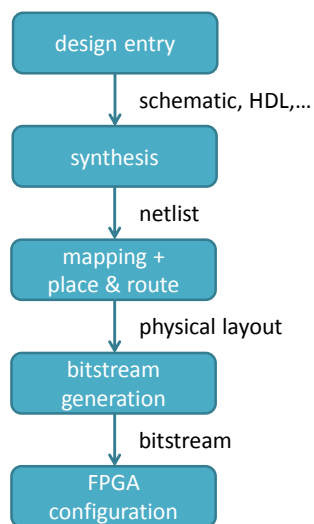 design entry
schematic, HDL,...
synthesis
netlist
mapping +
place & route
physical layout
bitstream
generation
bitstream
FPGA
configuration